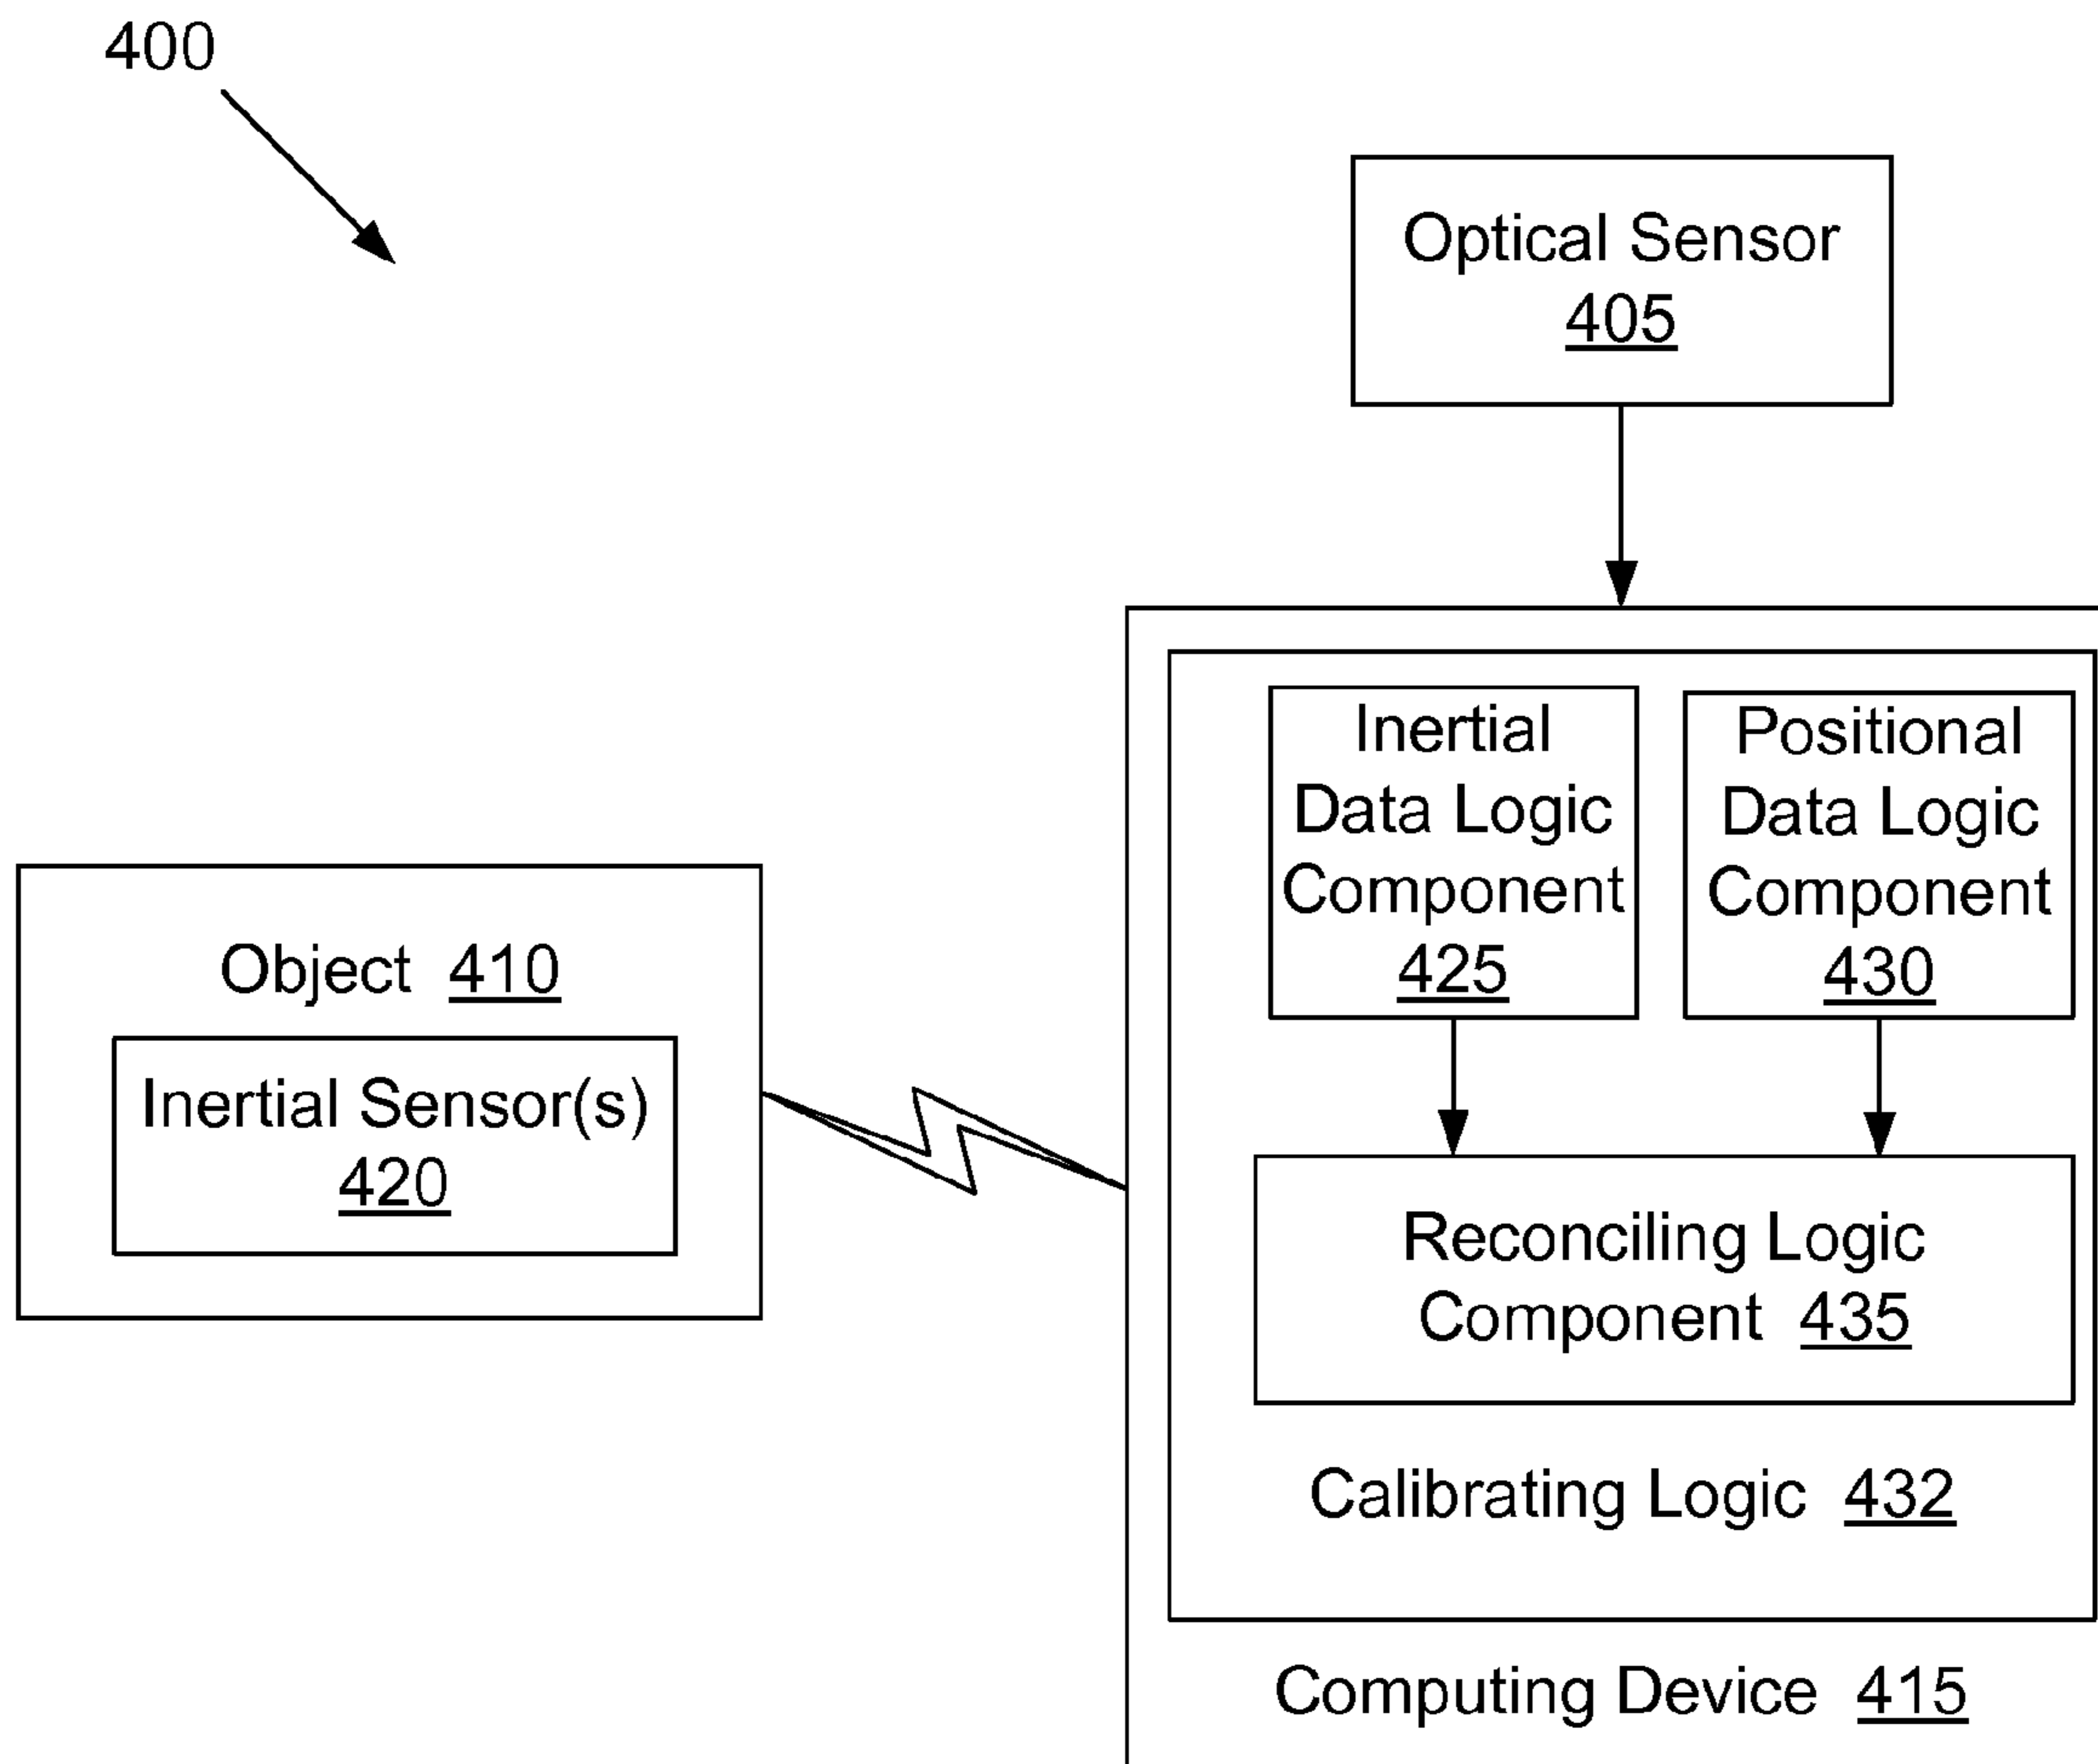 400
Optical Sensor
405
Inertial
Data Logic
Component
425
Positional
Data Logic
Component
430
Object 410
Inertial Sensor(s)
420
Reconciling Logic
Component 435
Calibrating Logic 432
Computing Device 415